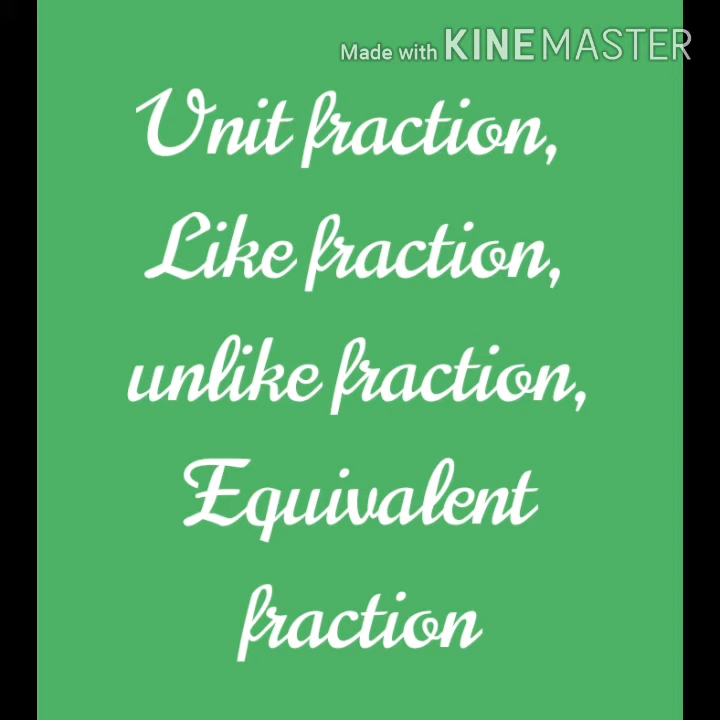 Made with KINEMASTER
Unit fraction,
Like fraction,
unlike fraction,
Equivalent
fraction